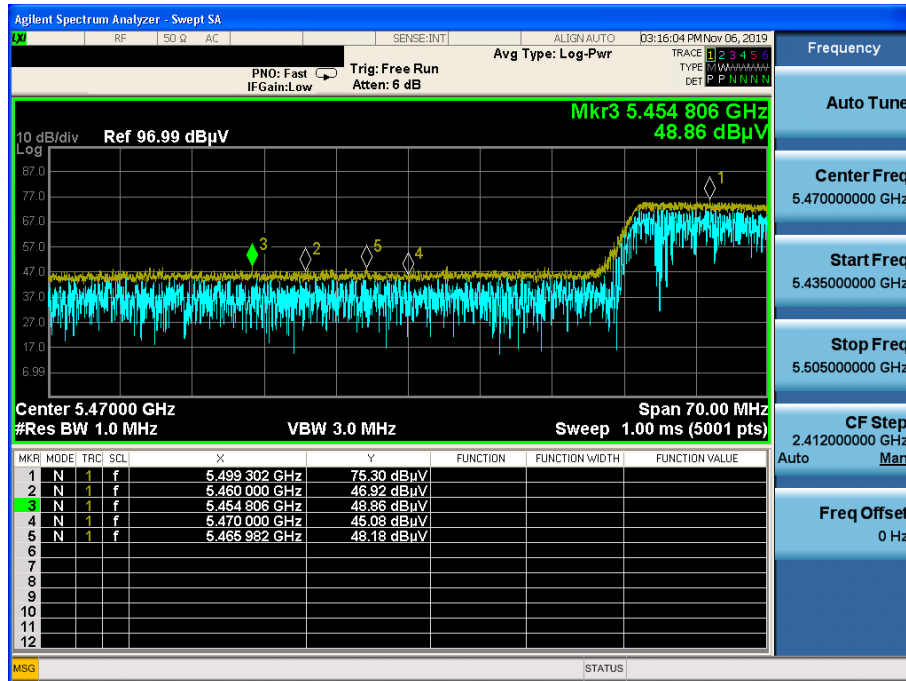 Agilent Spectrum Analyzer - Swept SA
LXI RF 50 Ω AC SENSE:INT ALIGN AUTO 03:16:04 PM Nov 06, 2019
Avg Type: Log-Pwr TRACE 1 2 3 4 5 6
PNO: Fast Trig: Free Run TYPE M W W W W W
IFGain:Low Atten: 6 dB DET P P N N N N
Mkr3 5.454 806 GHz
48.86 dBµV
10 dB/div Ref 96.99 dBµV
Log
87.0
77.0
67.0
57.0
47.0
37.0
27.0
17.0
6.99
1
3
2
5
4
Center 5.47000 GHz Span 70.00 MHz
#Res BW 1.0 MHz VBW 3.0 MHz Sweep 1.00 ms (5001 pts)
MKR MODE TRC SCL X Y FUNCTION FUNCTION WIDTH FUNCTION VALUE
1 N 1 f 5.499 302 GHz 75.30 dBµV
2 N 1 f 5.460 000 GHz 46.92 dBµV
3 N 1 f 5.454 806 GHz 48.86 dBµV
4 N 1 f 5.470 000 GHz 45.08 dBµV
5 N 1 f 5.465 982 GHz 48.18 dBµV
6
7
8
9
10
11
12
MSG STATUS
Frequency
Auto Tune
Center Freq
5.470000000 GHz
Start Freq
5.435000000 GHz
Stop Freq
5.505000000 GHz
CF Step
2.412000000 GHz
Auto Man
Freq Offset
0 Hz